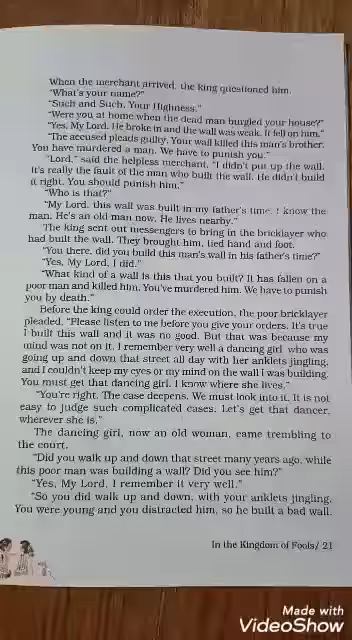 When the merchant arrived, the king questioned him.
"What's your name?"
"Such and Such, Your Highness."
"Were you at home when the dead man burgled your house?"
"Yes, My Lord. He broke in and the wall was weak. It fell on him."
"The accused pleads guilty. Your wall killed this man's brother.
You have murdered a man. We have to punish you."
"Lord," said the helpless merchant, "I didn't put up the wall.
It's really the fault of the man who built the wall. He didn't build
it right. You should punish him."
"Who is that?"
"My Lord, this wall was built in my father's time. I know the
man. He's an old man now. He lives nearby."
The king sent out messengers to bring in the bricklayer who
had built the wall. They brought him, tied hand and foot.
"You there, did you build this man's wall in his father's time?"
"Yes, My Lord, I did."
"What kind of a wall is this that you built? It has fallen on a
poor man and killed him. You've murdered him. We have to punish
you by death."
Before the king could order the execution, the poor bricklayer
pleaded, "Please listen to me before you give your orders. It's true
I built this wall and it was no good. But that was because my
mind was not on it. I remember very well a dancing girl who was
going up and down that street all day with her anklets jingling,
and I couldn't keep my eyes or my mind on the wall I was building.
You must get that dancing girl. I know where she lives."
"You're right. The case deepens. We must look into it. It is not
easy to judge such complicated cases. Let's get that dancer,
wherever she is."
The dancing girl, now an old woman, came trembling to
the court.
"Did you walk up and down that street many years ago, while
this poor man was building a wall? Did you see him?"
"Yes, My Lord, I remember it very well."
"So you did walk up and down, with your anklets jingling.
You were young and you distracted him, so he built a bad wall.
In the Kingdom of Fools/ 21
Made with
VideoShow